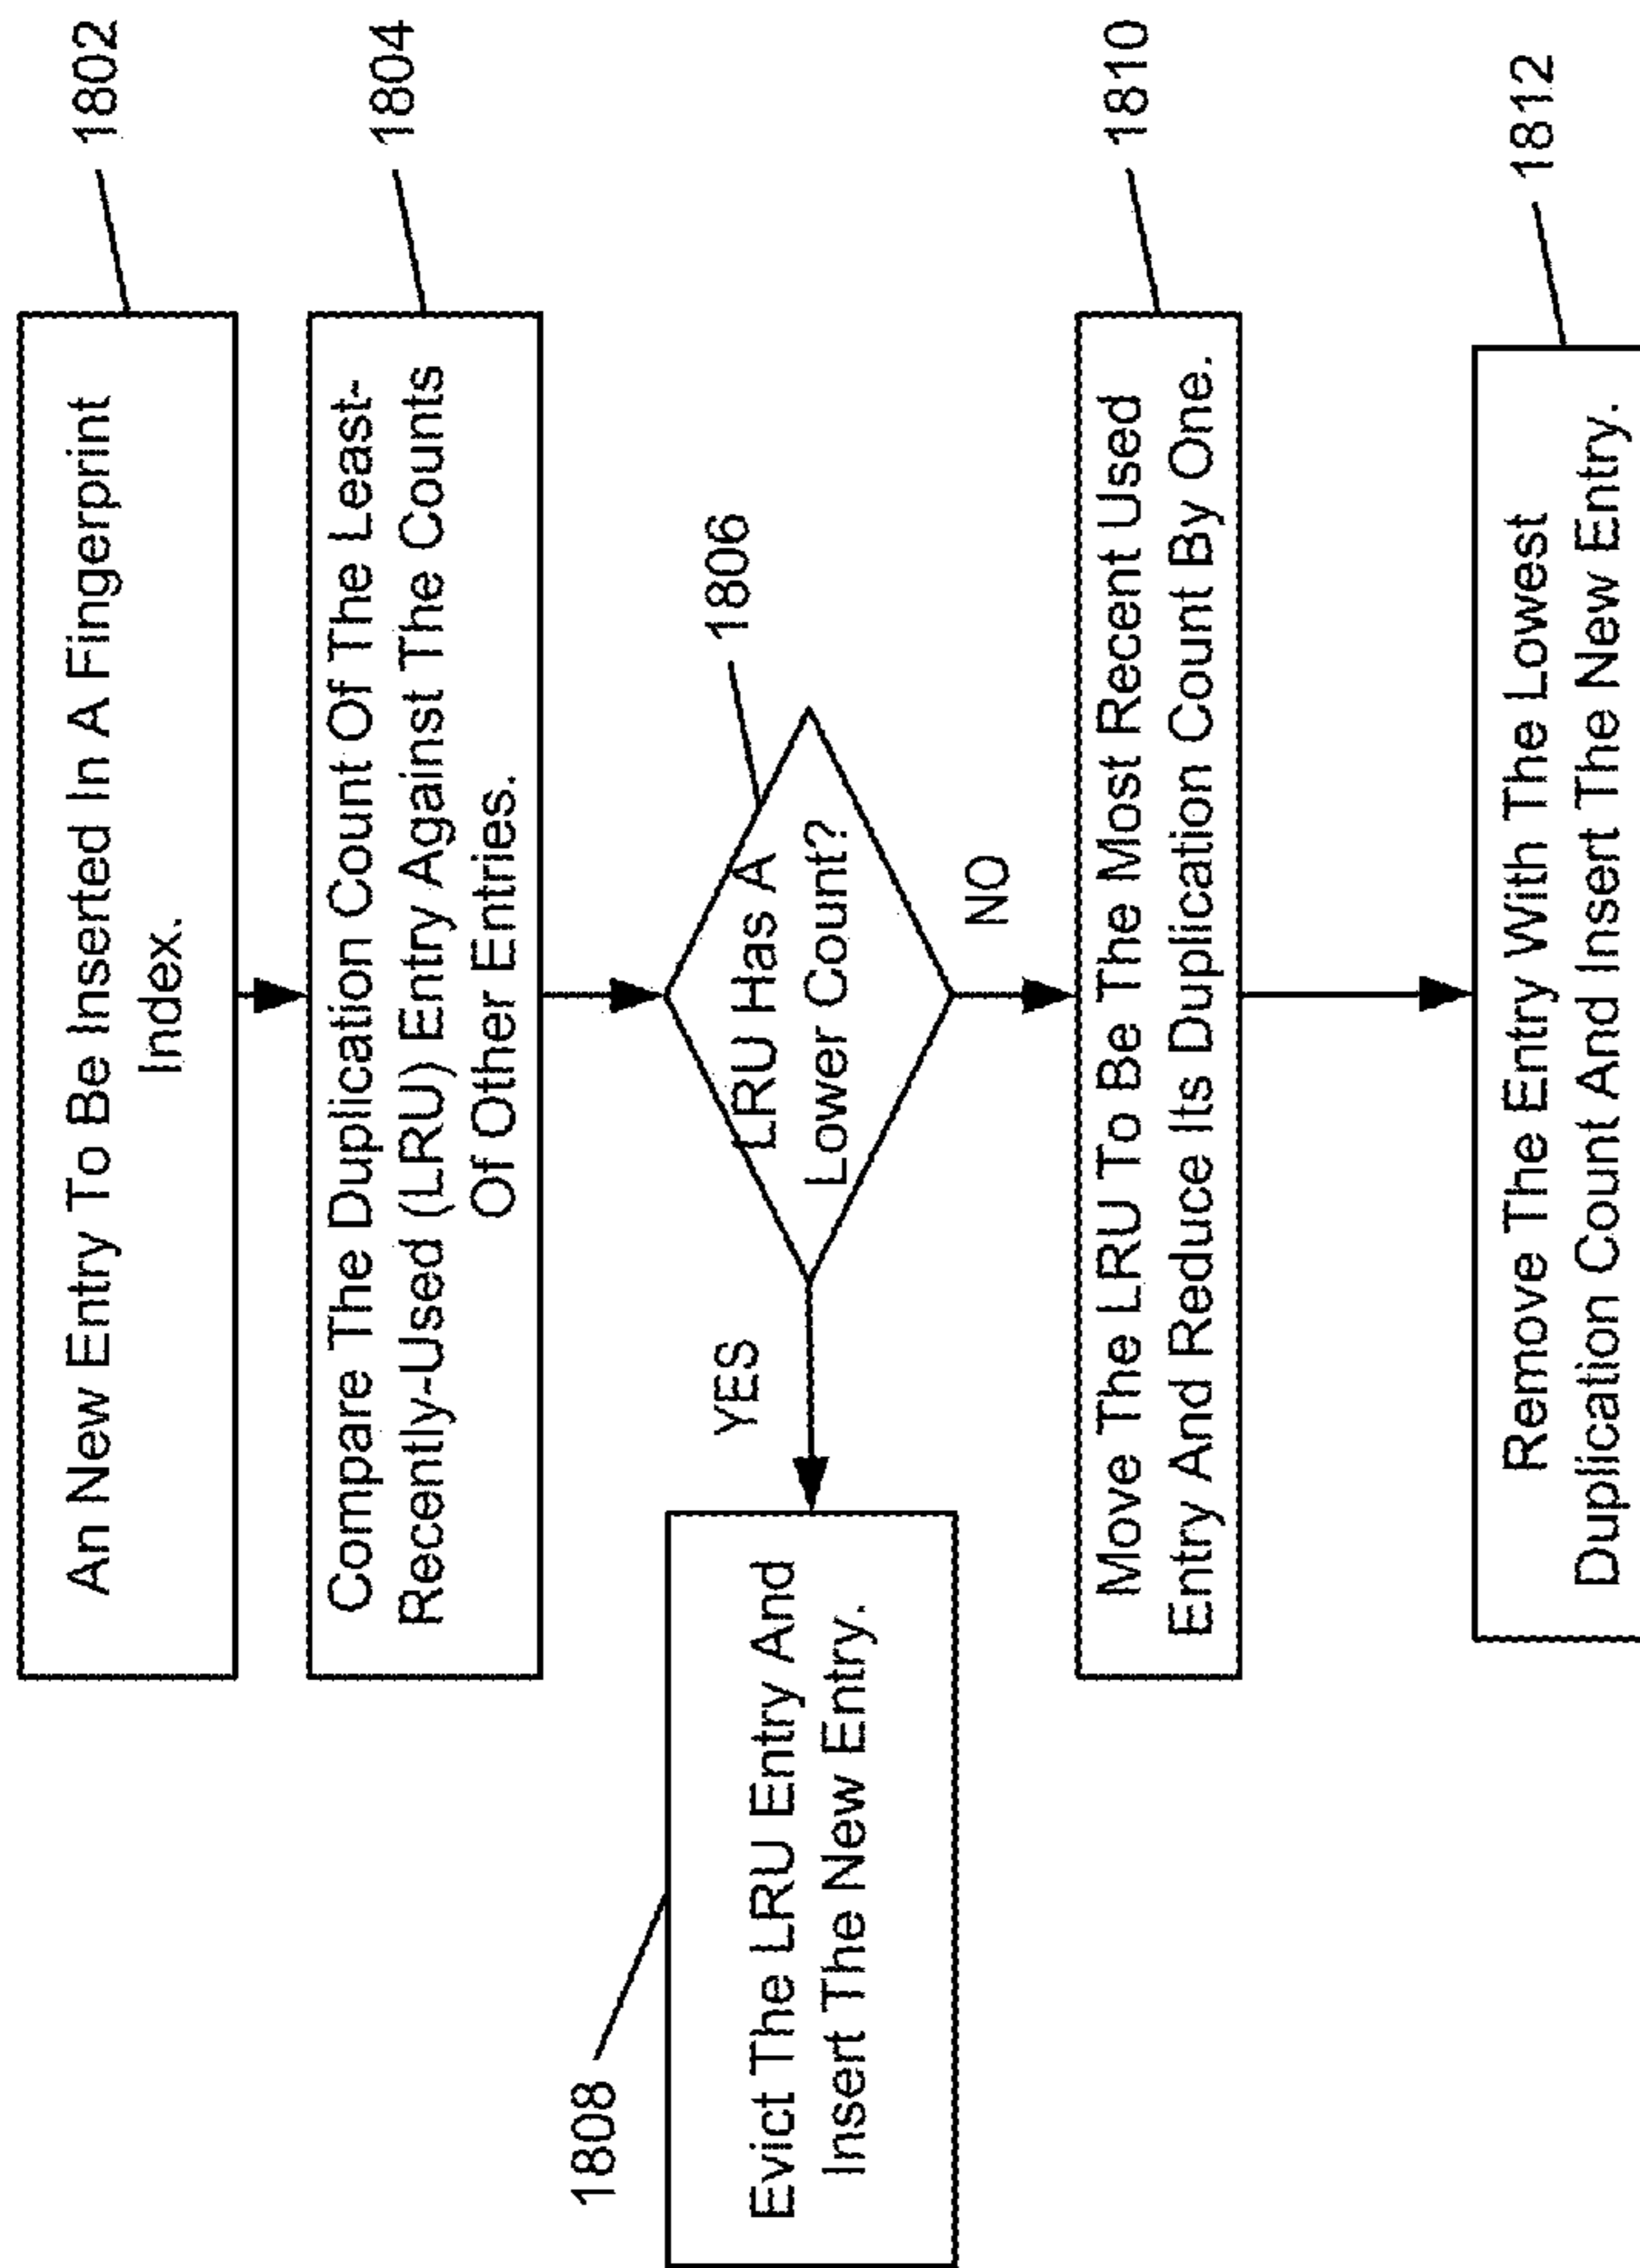 An New Entry To Be Inserted In A Fingerprint
Index.
1802
Compare The Duplication Count Of The Least-
Recently-Used (LRU) Entry Against The Counts
Of Other Entries.
1804
1806
LRU Has A
Lower Count?
YES
NO
1808
Evict The LRU Entry And
Insert The New Entry.
Move The LRU To Be The Most Recent Used
Entry And Reduce Its Duplication Count By One.
1810
Remove The Entry With The Lowest
Duplication Count And Insert The New Entry.
1812